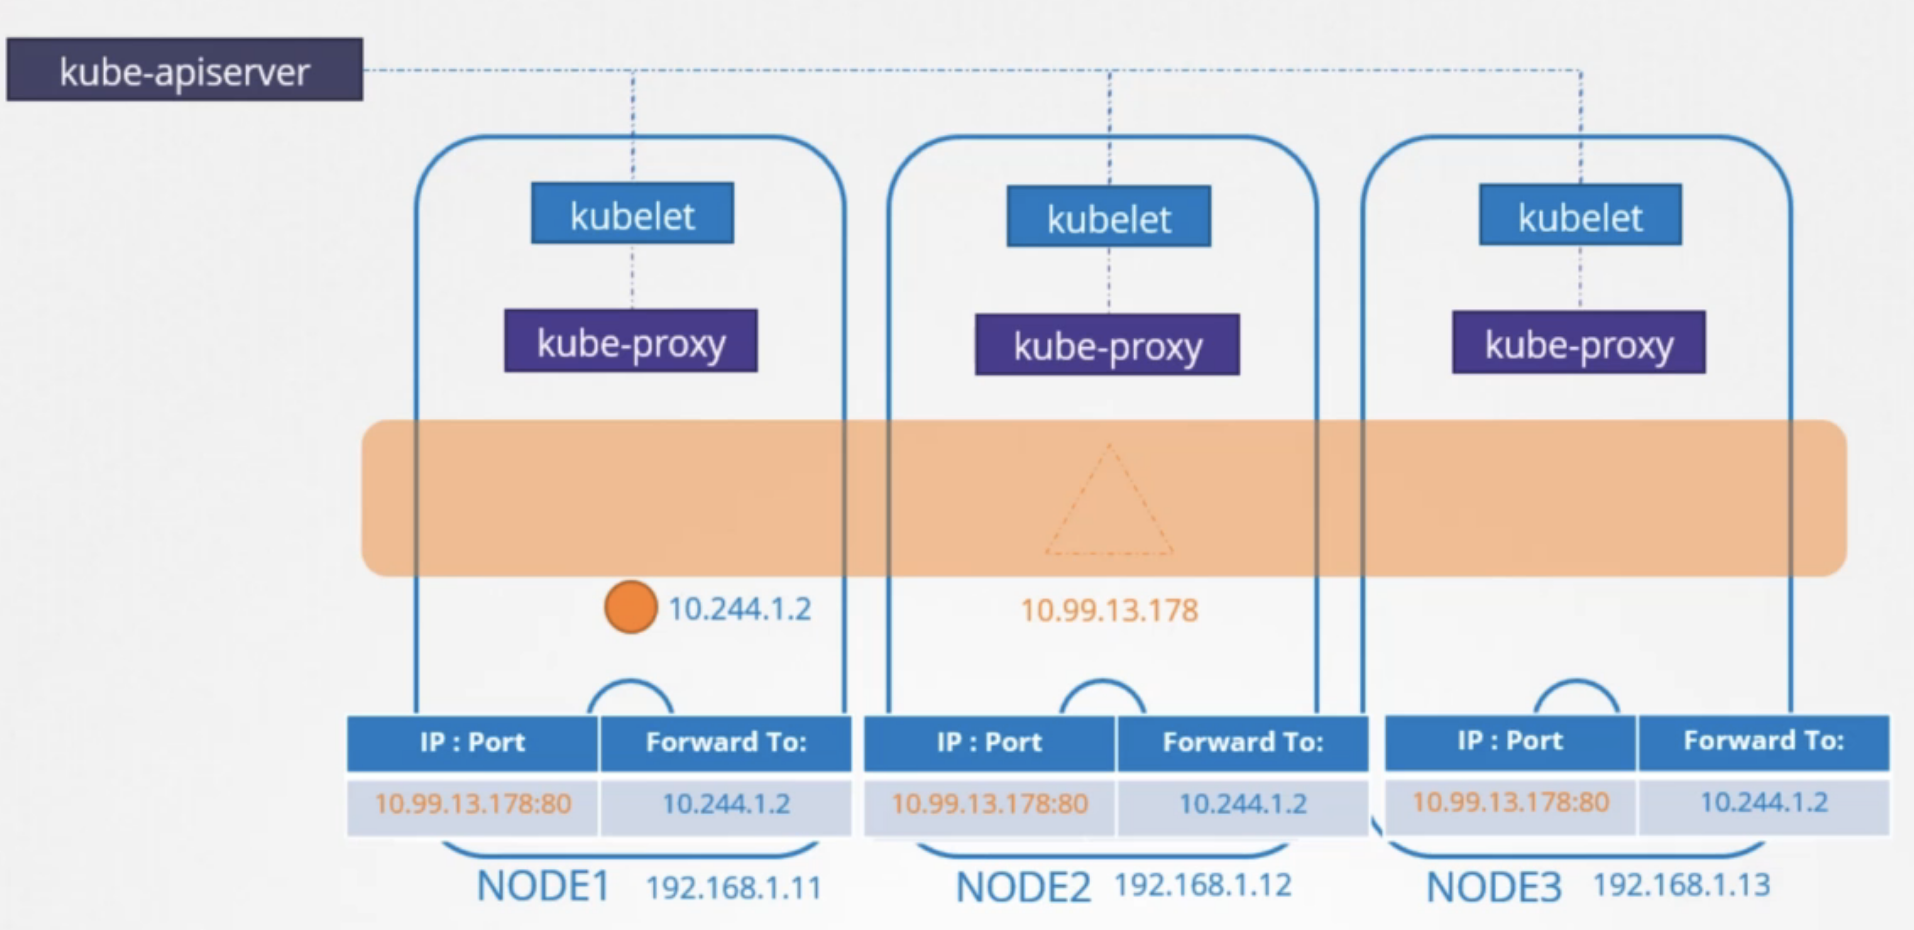 kube-apiserver
kubelet
kubelet
kubelet
kube-proxy
kube-proxy
kube-proxy
10.244.1.2
10.99.13.178
IP : Port Forward To:
10.99.13.178:80 10.244.1.2
IP : Port Forward To:
10.99.13.178:80 10.244.1.2
IP : Port Forward To:
10.99.13.178:80 10.244.1.2
NODE1 192.168.1.11
NODE2 192.168.1.12
NODE3 192.168.1.13